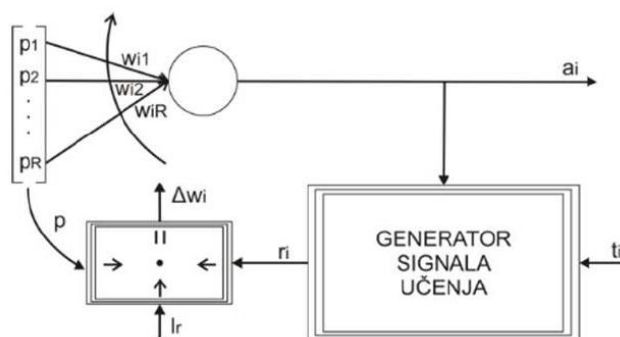 p1
wi1
ai
p2
wi2
wiR
pR
Δwi
p
GENERATOR
SIGNALA
UČENJA
ri
ti
lr